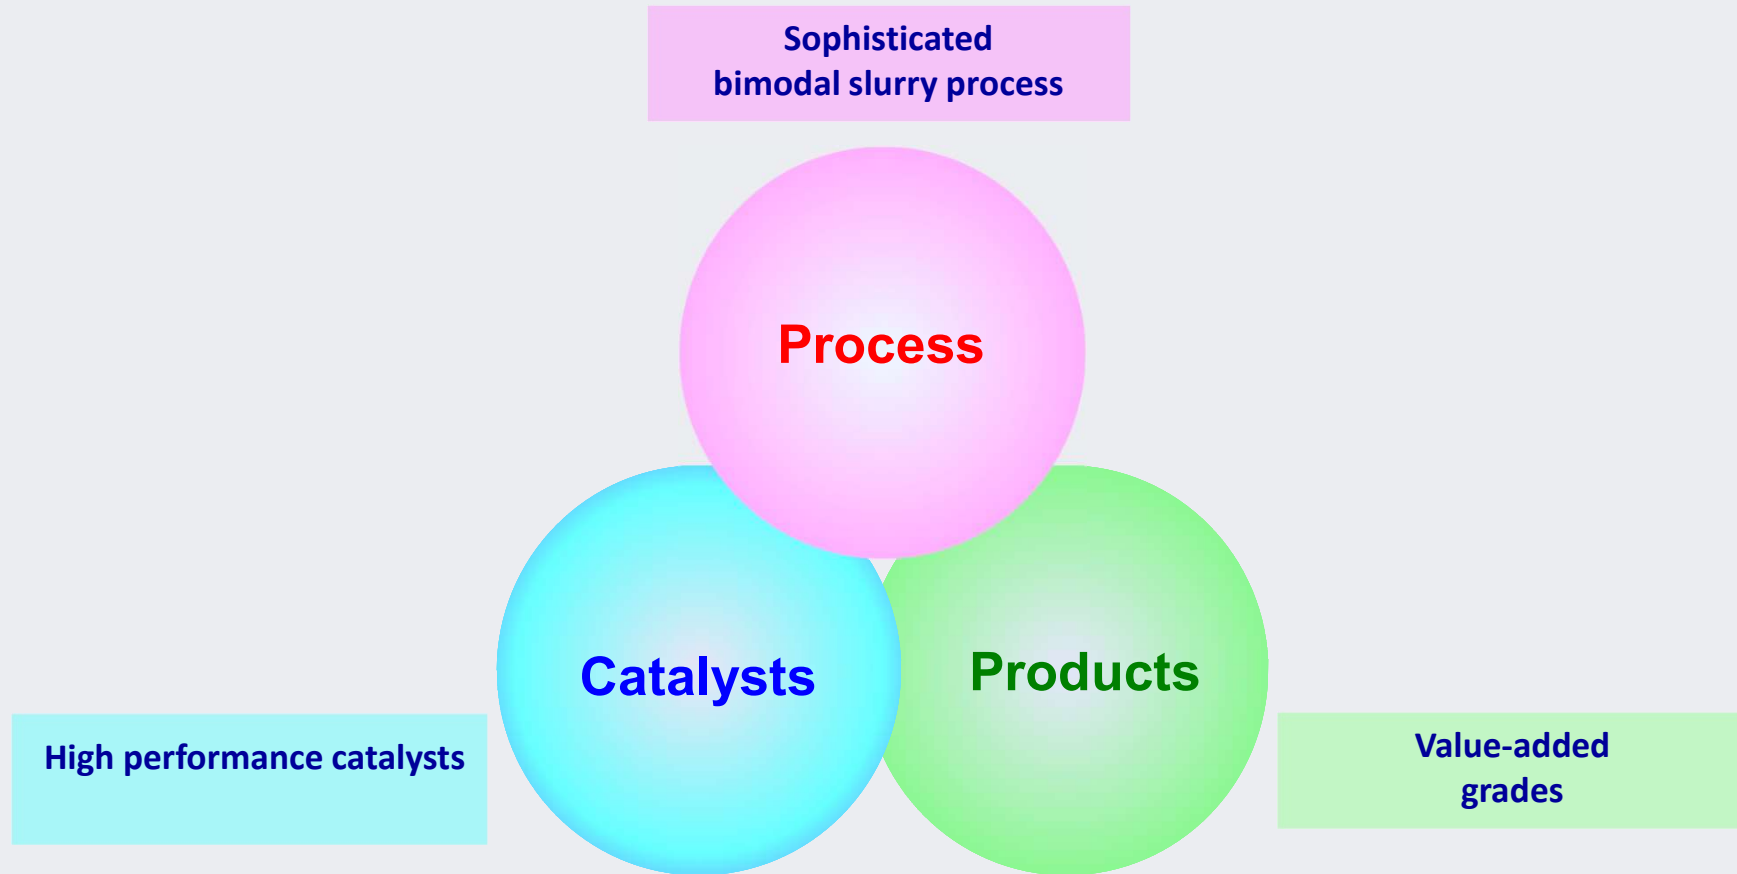 Sophisticated
bimodal slurry process
Process
Catalysts
Products
High performance catalysts
Value-added
grades